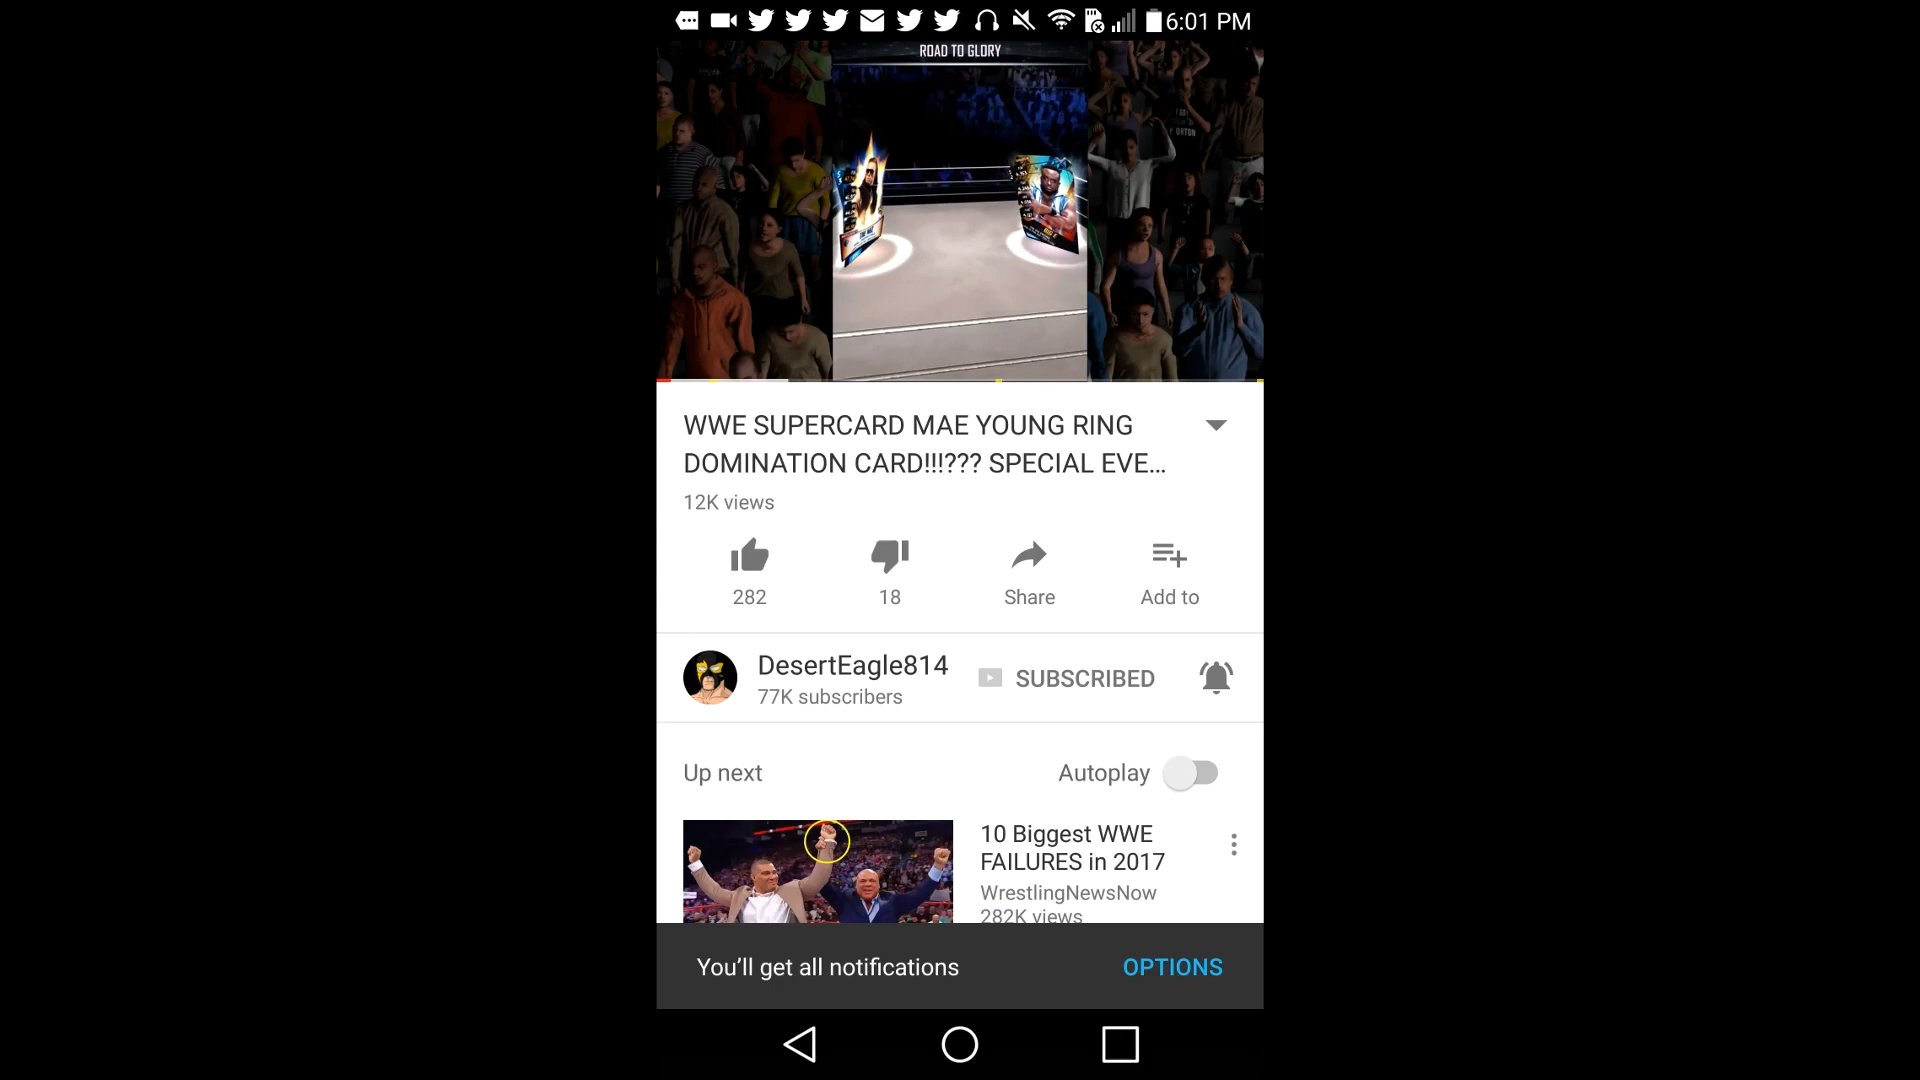 6:01 PM
ROAD TO GLORY
WWE SUPERCARD MAE YOUNG RING
DOMINATION CARD!!!??? SPECIAL EVE...
12K views
282
18
Share
Add to
DesertEagle814
77K subscribers
SUBSCRIBED
Up next
Autoplay
10 Biggest WWE
FAILURES in 2017
WrestlingNewsNow
282K views
You'll get all notifications
OPTIONS